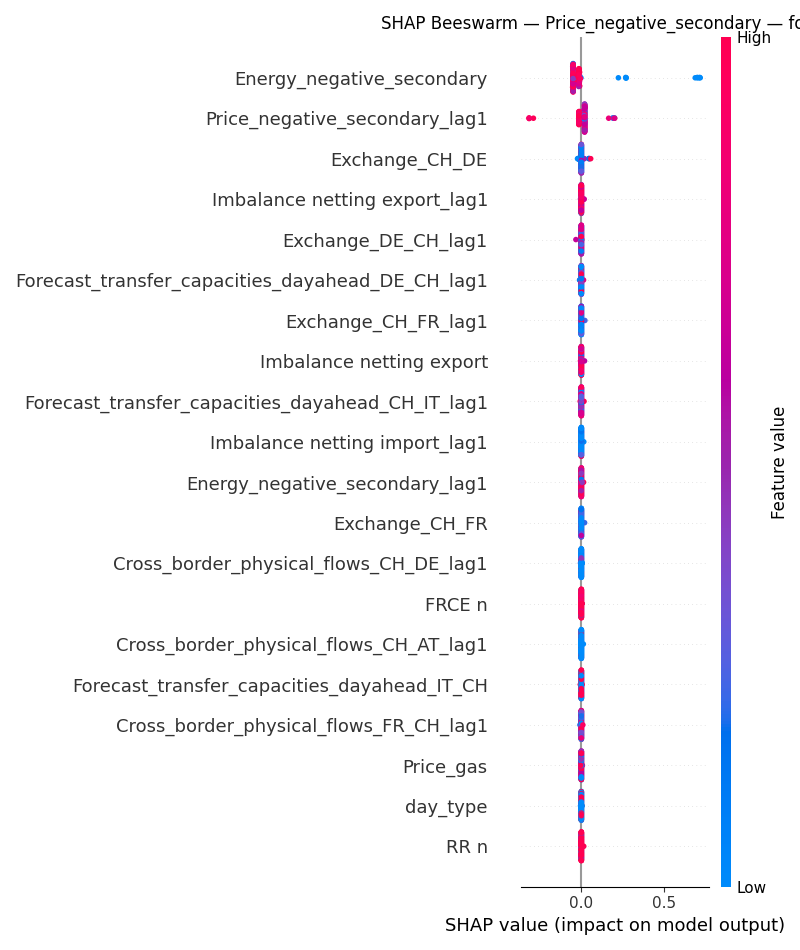 SHAP Beeswarm — Price_negative_secondary — fo
High
Energy_negative_secondary
Price_negative_secondary_lag1
Exchange_CH_DE
Imbalance netting export_lag1
Exchange_DE_CH_lag1
Forecast_transfer_capacities_dayahead_DE_CH_lag1
Exchange_CH_FR_lag1
Imbalance netting export
Forecast_transfer_capacities_dayahead_CH_IT_lag1
Imbalance netting import_lag1
Energy_negative_secondary_lag1
Exchange_CH_FR
Cross_border_physical_flows_CH_DE_lag1
FRCE n
Cross_border_physical_flows_CH_AT_lag1
Forecast_transfer_capacities_dayahead_IT_CH
Cross_border_physical_flows_FR_CH_lag1
Price_gas
day_type
RR n
Feature value
Low
0.0 0.5
SHAP value (impact on model output)